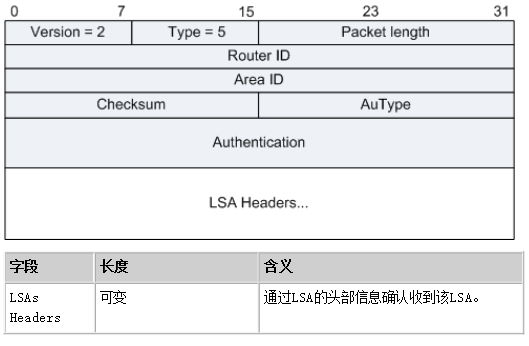 0 7 15 23 31
Version = 2 Type = 5 Packet length
Router ID
Area ID
Checksum AuType
Authentication
LSA Headers...
字段 长度 含义
LSAs 可变 通过LSA的头部信息确认收到该LSA。
Headers